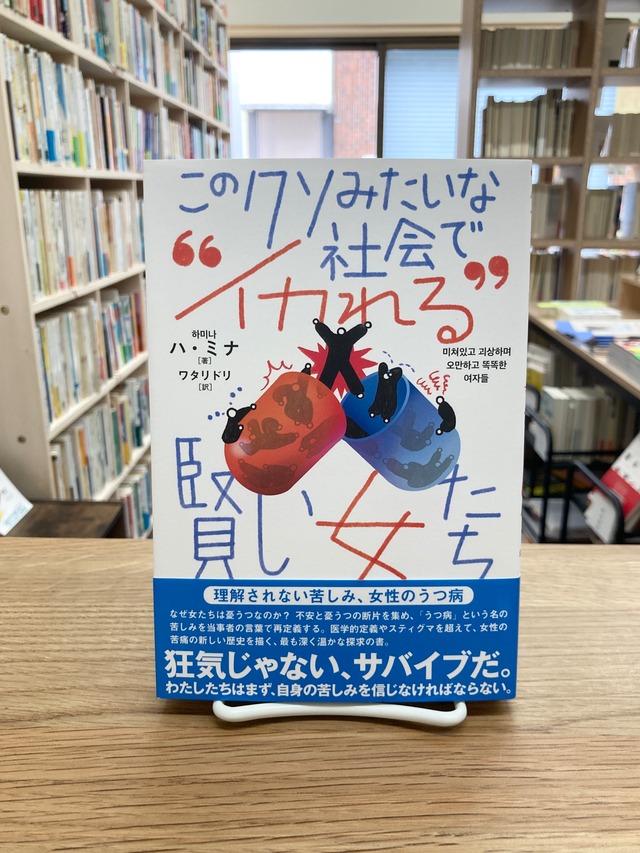 このクソみたいな
社会で
“イカれる”
하미나
ハ・ミナ
[著]
ワタリドリ
[訳]
미쳐있고 괴상하며
오만하고 똑똑한
여자들
賢い女たち
理解されない苦しみ、女性のうつ病
なぜ女たちは憂うつなのか？ 不安と憂うつの断片を集め、「うつ病」という名の
苦しみを当事者の言葉で再定義する。医学的定義やスティグマを超えて、女性の
苦痛の新しい歴史を描く、最も深く温かな探求の書。
狂気じゃない、サバイブだ。
わたしたちはまず、自身の苦しみを信じなければならない。